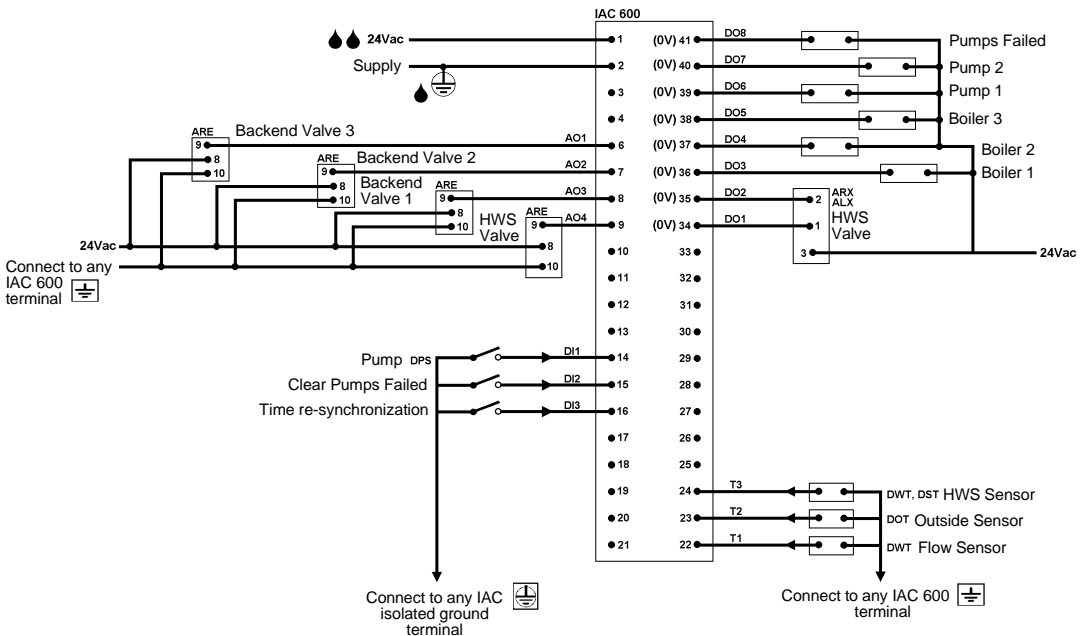 IAC 600
24Vac 1 (0V) 41 DO8 Pumps Failed
Supply 2 (0V) 40 DO7 Pump 2
3 (0V) 39 DO6 Pump 1
4 (0V) 38 DO5 Boiler 3
ARE Backend Valve 3 AO1 6 (0V) 37 DO4 Boiler 2
9
8
10
ARE Backend Valve 2 AO2 7 (0V) 36 DO3 Boiler 1
9
8 Backend
10 Valve 1
ARE AO3 8 (0V) 35 DO2 2 ARX
ALX
9
8 HWS
10 Valve
ARE AO4 9 (0V) 34 DO1 1 HWS
Valve
9
24Vac 8 10 33 3 24Vac
Connect to any 10
IAC 600
terminal
11 32
12 31
13 30
Pump DPS DI1 14 29
Clear Pumps Failed DI2 15 28
Time re-synchronization DI3 16 27
17 26
18 25
19 24 T3 DWT, DST HWS Sensor
20 23 T2 DOT Outside Sensor
21 22 T1 DWT Flow Sensor
Connect to any IAC
isolated ground
terminal
Connect to any IAC 600
terminal